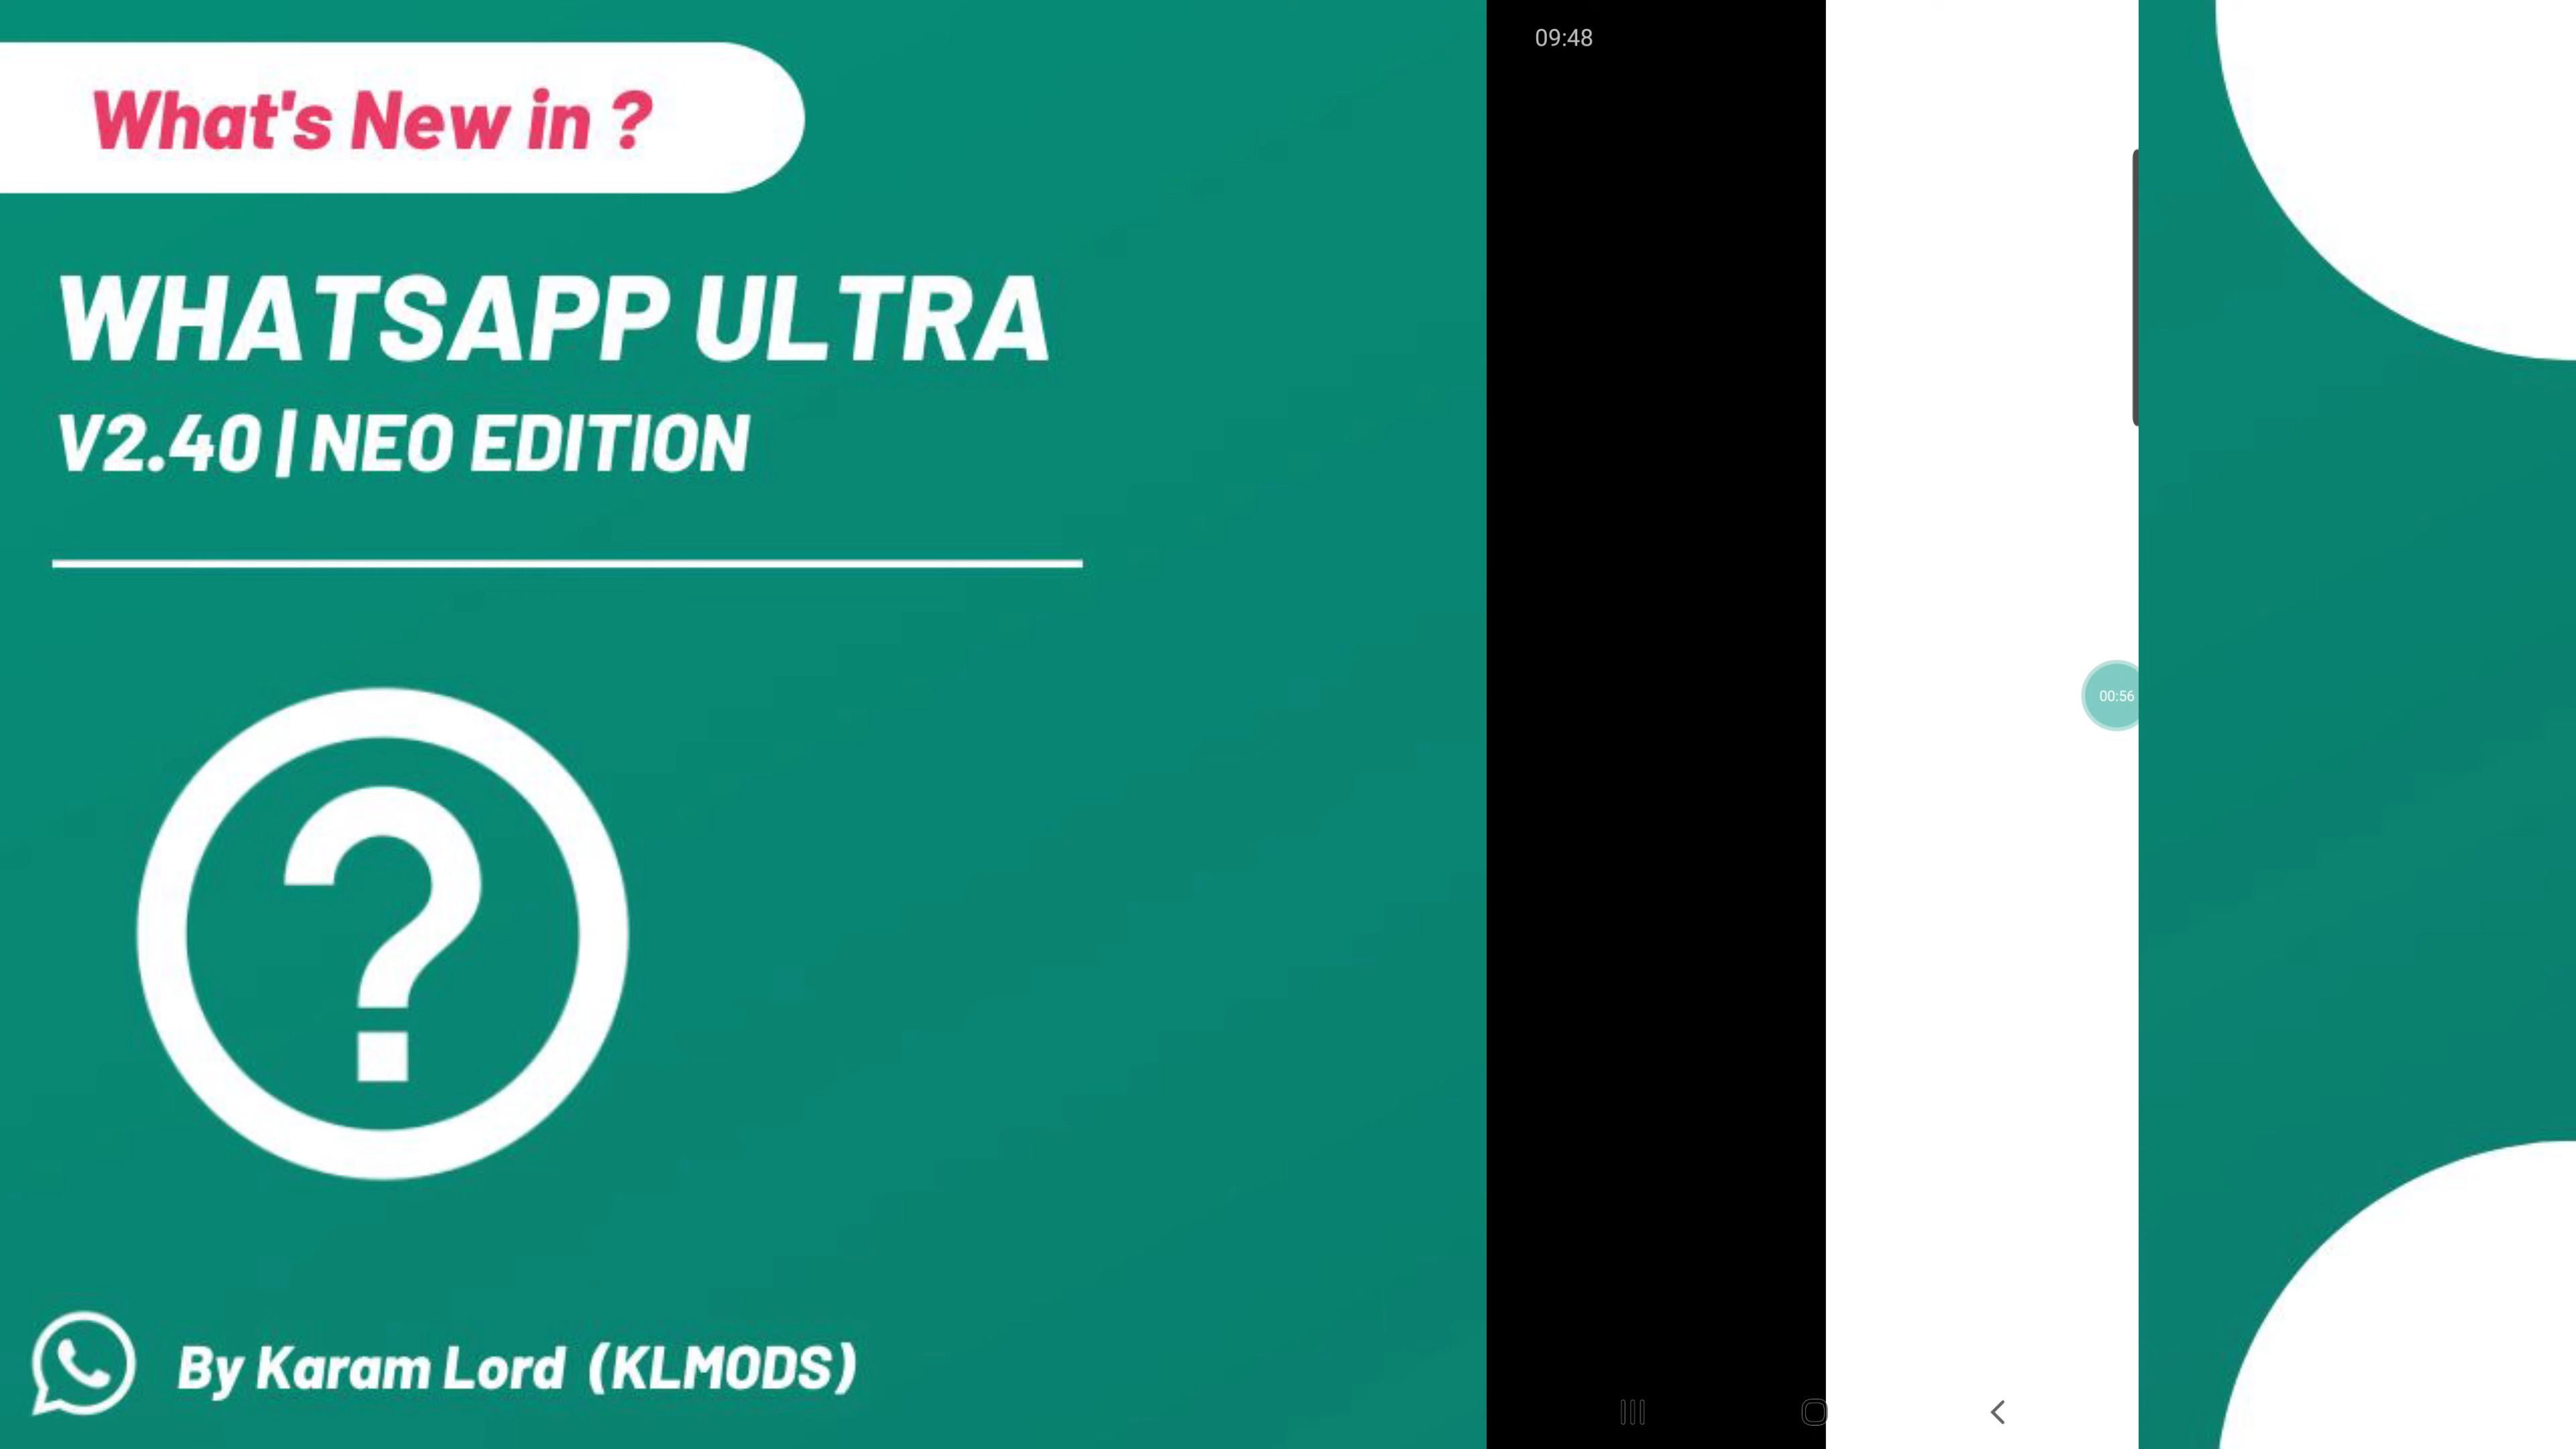 What's New in ?
WHATSAPP ULTRA
V2.40 | NEO EDITION
By Karam Lord (KLMODS)
09:48
00:56